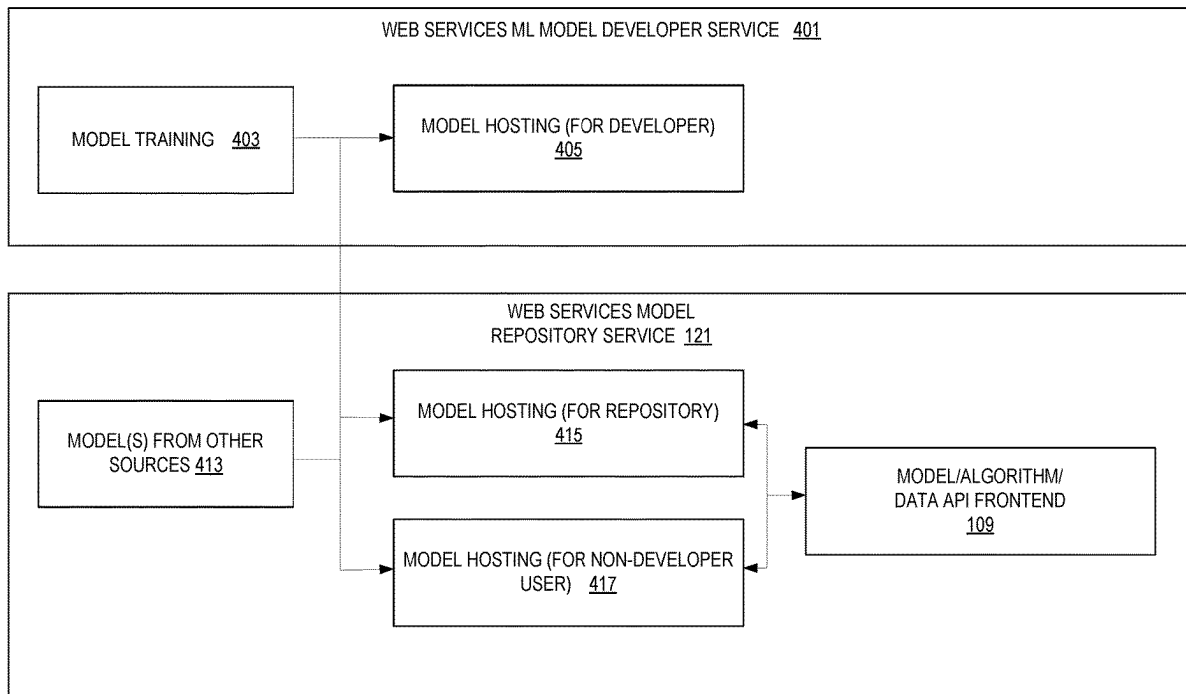 WEB SERVICES ML MODEL DEVELOPER SERVICE 401
MODEL TRAINING 403
MODEL HOSTING (FOR DEVELOPER)
405
WEB SERVICES MODEL
REPOSITORY SERVICE 121
MODEL(S) FROM OTHER
SOURCES 413
MODEL HOSTING (FOR REPOSITORY)
415
MODEL HOSTING (FOR NON-DEVELOPER
USER) 417
MODEL/ALGORITHM/
DATA API FRONTEND
109